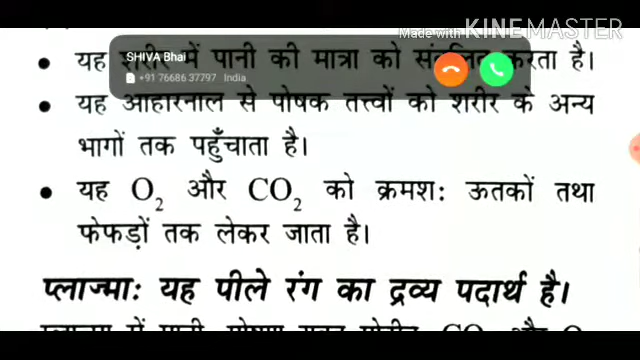 Made with KINEMASTER
SHIVA Bhai
+91 76686 37797 India
• यह शरीर में पानी की मात्रा को संतुलित करता है।
• यह आहारनाल से पोषक तत्त्वों को शरीर के अन्य
भागों तक पहुँचाता है।
• यह O₂ और CO₂ को क्रमशः ऊतकों तथा
फेफड़ों तक लेकर जाता है।
प्लाज्माः यह पीले रंग का द्रव्य पदार्थ है।